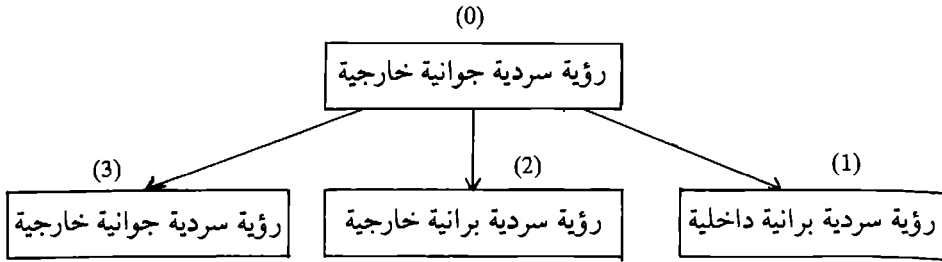 (0)
رؤية سردية جوانية خارجية
(1)
(2)
(3)
رؤية سردية برانية داخلية
رؤية سردية برانية خارجية
رؤية سردية جوانية خارجية